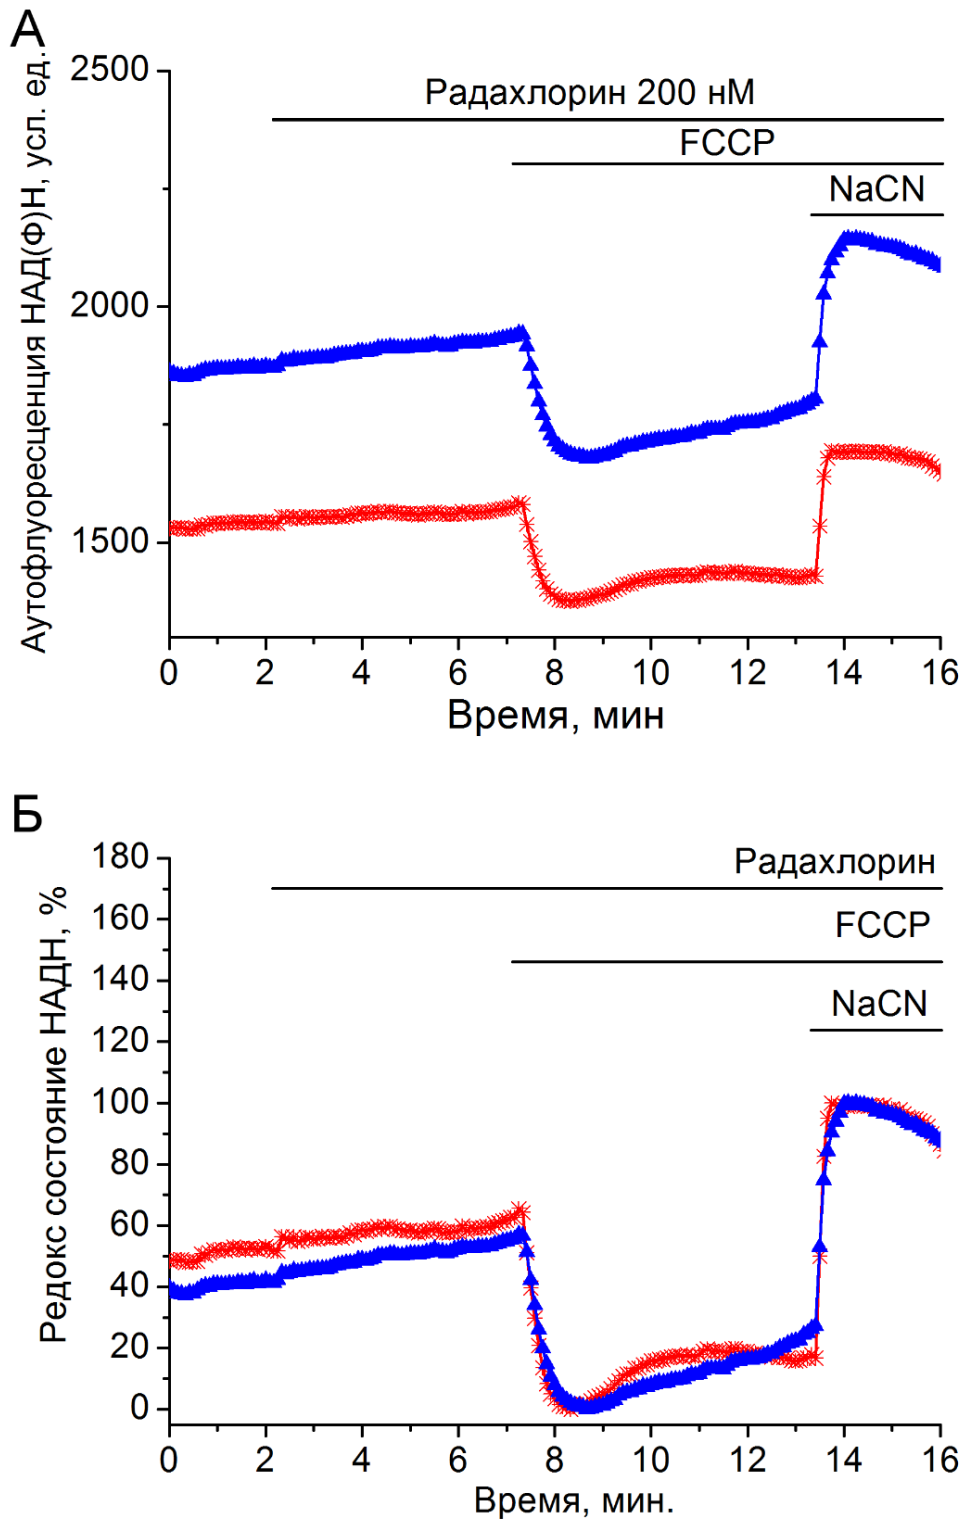 А
Аутофлуоресценция НАД(Ф)Н, усл. ед.
2500
2000
1500
Радахлорин 200 нМ
FCCP
NaCN
0 2 4 6 8 10 12 14 16
Время, мин
Б
Редокс состояние НАДН, %
180
160
140
120
100
80
60
40
20
0
Радахлорин
FCCP
NaCN
0 2 4 6 8 10 12 14 16
Время, мин.